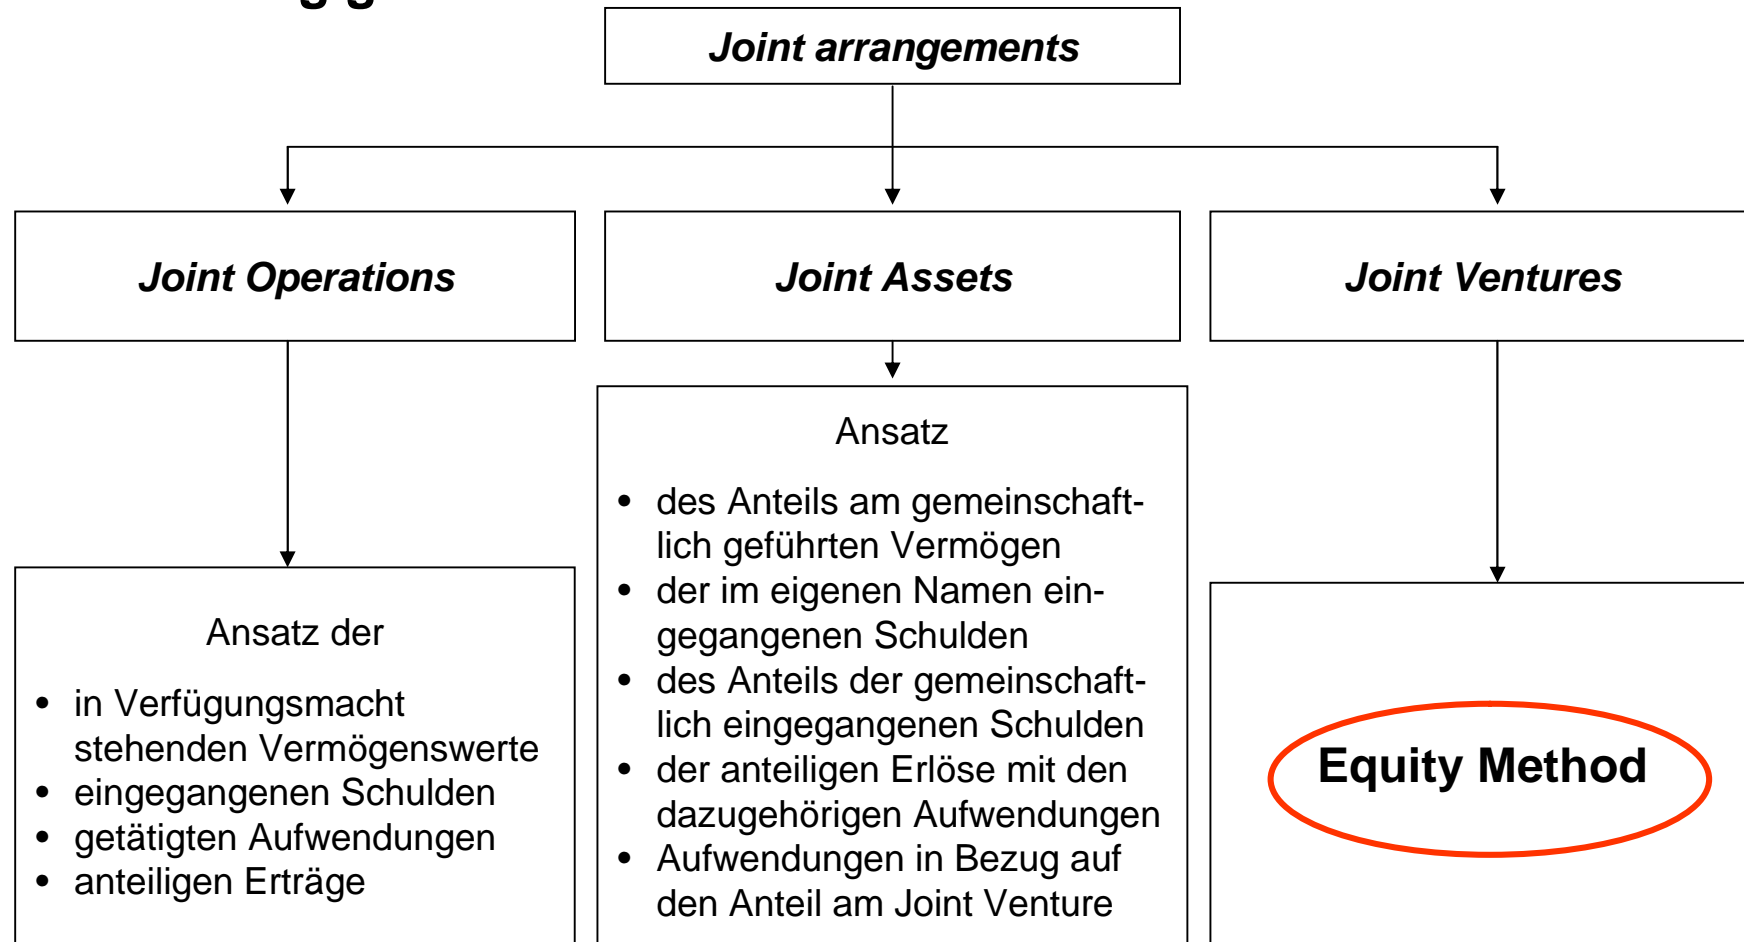 Joint arrangements
Joint Operations
Joint Assets
Joint Ventures
Ansatz der
• in Verfügungsmacht
stehenden Vermögenswerte
• eingegangenen Schulden
• getätigten Aufwendungen
• anteiligen Erträge
Ansatz
• des Anteils am gemeinschaft-
lich geführten Vermögen
• der im eigenen Namen ein-
gegangenen Schulden
• des Anteils der gemeinschaft-
lich eingegangenen Schulden
• der anteiligen Erlöse mit den
dazugehörigen Aufwendungen
• Aufwendungen in Bezug auf
den Anteil am Joint Venture
Equity Method